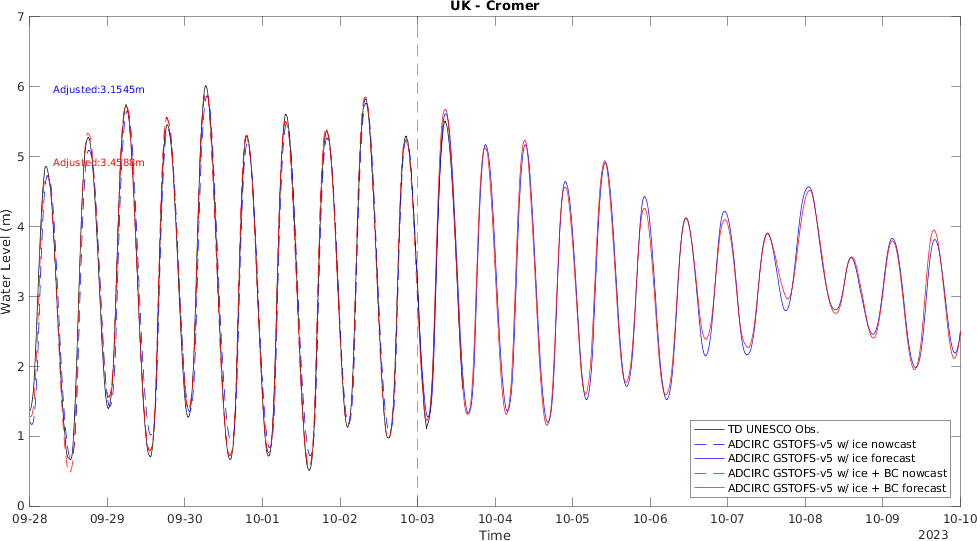 UK - Cromer
7
6
5
4
3
2
1
0
Water Level (m)
Adjusted:3.1545m
Adjusted:3.4588m
TD UNESCO Obs.
ADCIRC GSTOFS-v5 w/ ice nowcast
ADCIRC GSTOFS-v5 w/ ice forecast
ADCIRC GSTOFS-v5 w/ ice + BC nowcast
ADCIRC GSTOFS-v5 w/ ice + BC forecast
09-28 09-29 09-30 10-01 10-02 10-03 10-04 10-05 10-06 10-07 10-08 10-09 10-10
Time
2023